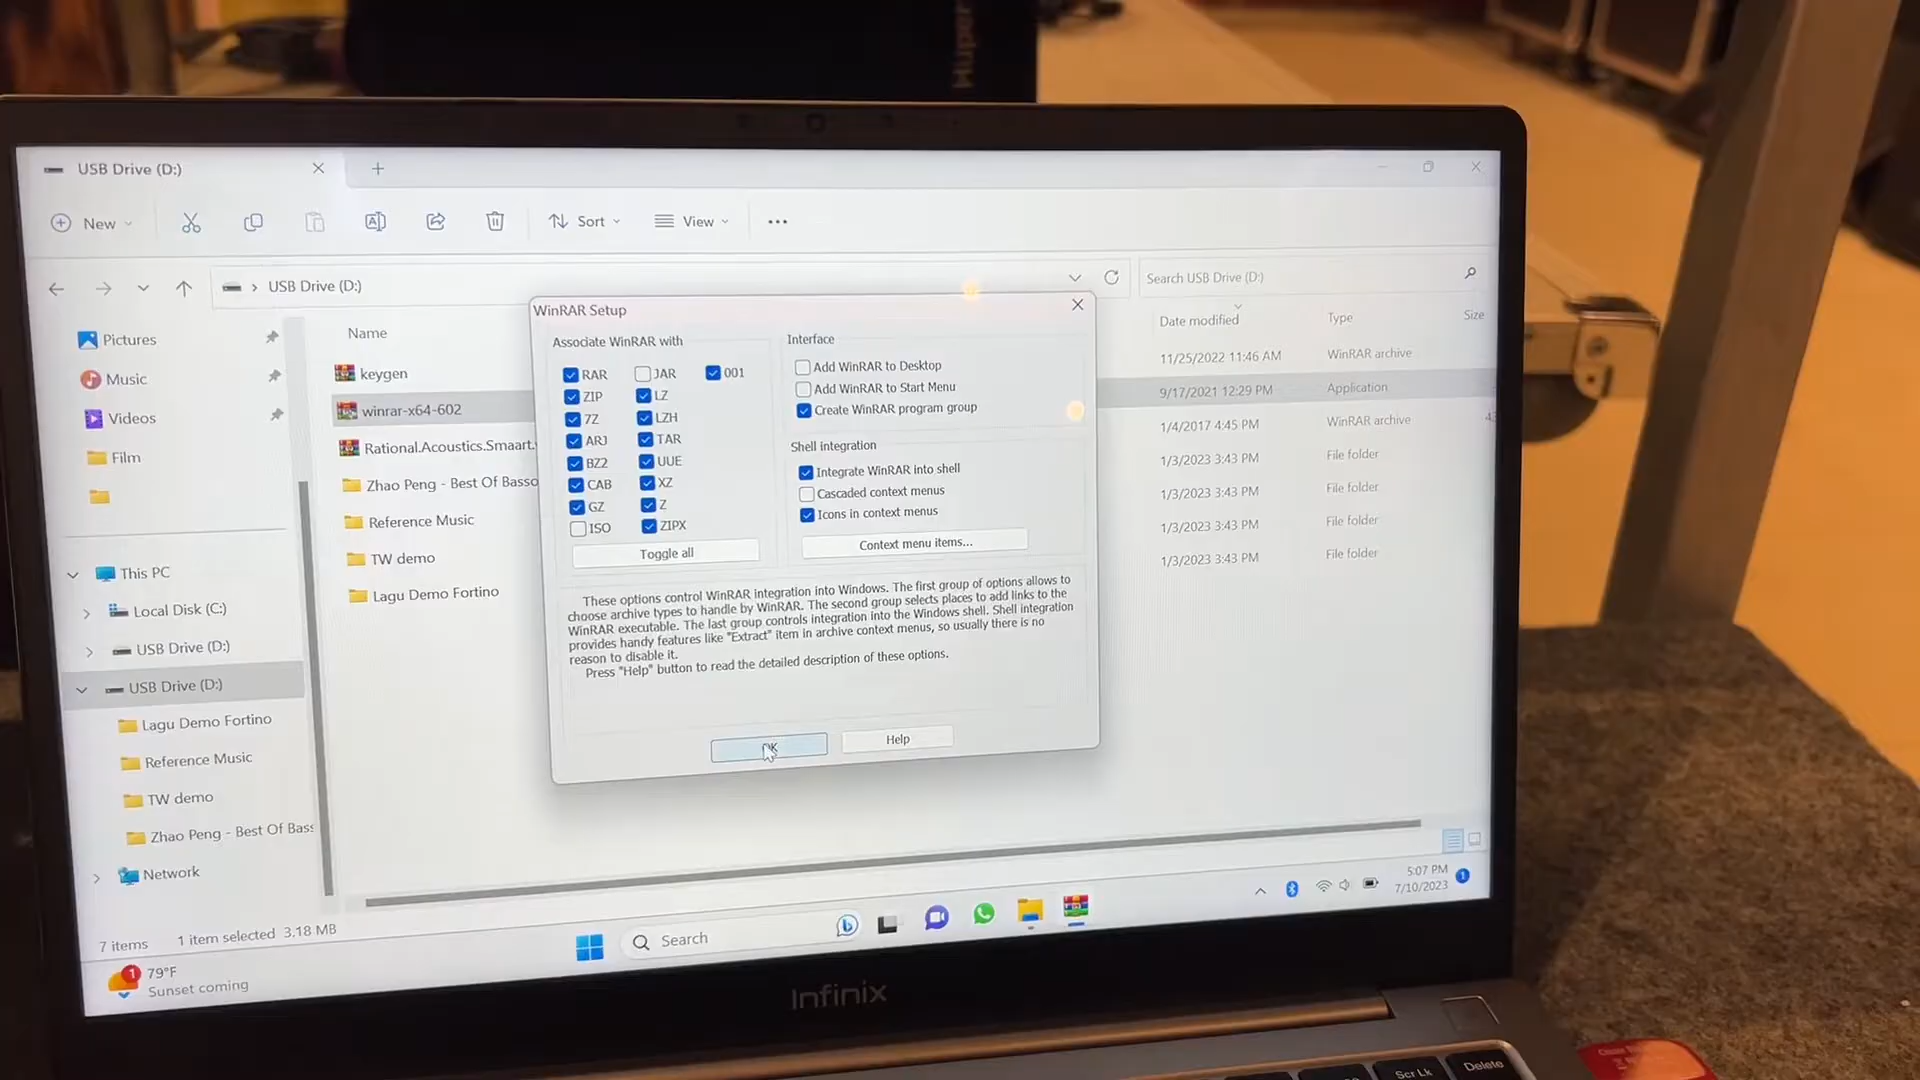 Huper
USB Drive (D:)
New
Sort
View
USB Drive (D:)
Search USB Drive (D:)
Pictures
Music
Videos
Film
This PC
Local Disk (C:)
USB Drive (D:)
USB Drive (D:)
Lagu Demo Fortino
Reference Music
TW demo
Zhao Peng - Best Of Bass
Network
Name
keygen
winrar-x64-602
Rational.Acoustics.Smaart.
Zhao Peng - Best Of Basso
Reference Music
TW demo
Lagu Demo Fortino
Date modified
Type
Size
11/25/2022 11:46 AM
WinRAR archive
9/17/2021 12:29 PM
Application
1/4/2017 4:45 PM
WinRAR archive
1/3/2023 3:43 PM
File folder
1/3/2023 3:43 PM
File folder
1/3/2023 3:43 PM
File folder
1/3/2023 3:43 PM
File folder
WinRAR Setup
Associate WinRAR with
RAR
JAR
001
ZIP
LZ
7Z
LZH
ARJ
TAR
BZ2
UUE
CAB
XZ
GZ
Z
ISO
ZIPX
Toggle all
Interface
Add WinRAR to Desktop
Add WinRAR to Start Menu
Create WinRAR program group
Shell integration
Integrate WinRAR into shell
Cascaded context menus
Icons in context menus
Context menu items...
These options control WinRAR integration into Windows. The first group of options allows to
choose archive types to handle by WinRAR. The second group selects places to add links to the
WinRAR executable. The last group controls integration into the Windows shell. Shell integration
provides handy features like "Extract" item in archive context menus, so usually there is no
reason to disable it.
Press "Help" button to read the detailed description of these options.
OK
Help
7 items
1 item selected 3.18 MB
1
79°F
Sunset coming
Search
5:07 PM
7/10/2023
1
Infinix
Scr Lk
Delete